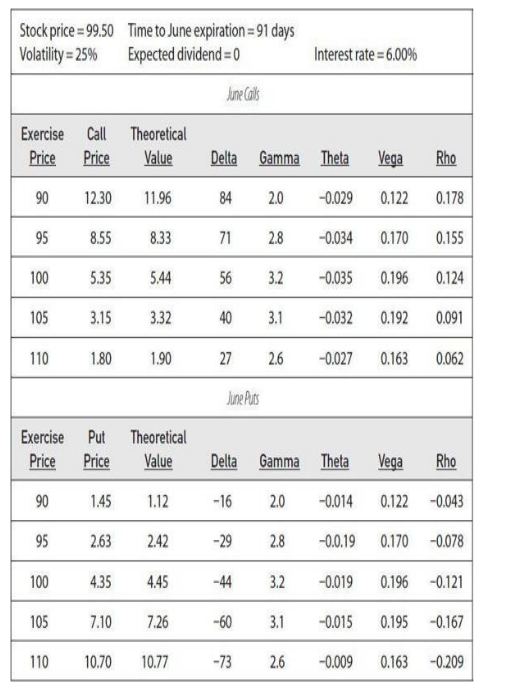 Stock price = 99.50 Time to June expiration = 91 days
Volatility = 25% Expected dividend = 0 Interest rate = 6.00%
June Calls
Exercise Call Theoretical
Price Price Value Delta Gamma Theta Vega Rho
90 12.30 11.96 84 2.0 -0.029 0.122 0.178
95 8.55 8.33 71 2.8 -0.034 0.170 0.155
100 5.35 5.44 56 3.2 -0.035 0.196 0.124
105 3.15 3.32 40 3.1 -0.032 0.192 0.091
110 1.80 1.90 27 2.6 -0.027 0.163 0.062
June Puts
Exercise Put Theoretical
Price Price Value Delta Gamma Theta Vega Rho
90 1.45 1.12 -16 2.0 -0.014 0.122 -0.043
95 2.63 2.42 -29 2.8 -0.0.19 0.170 -0.078
100 4.35 4.45 -44 3.2 -0.019 0.196 -0.121
105 7.10 7.26 -60 3.1 -0.015 0.195 -0.167
110 10.70 10.77 -73 2.6 -0.009 0.163 -0.209